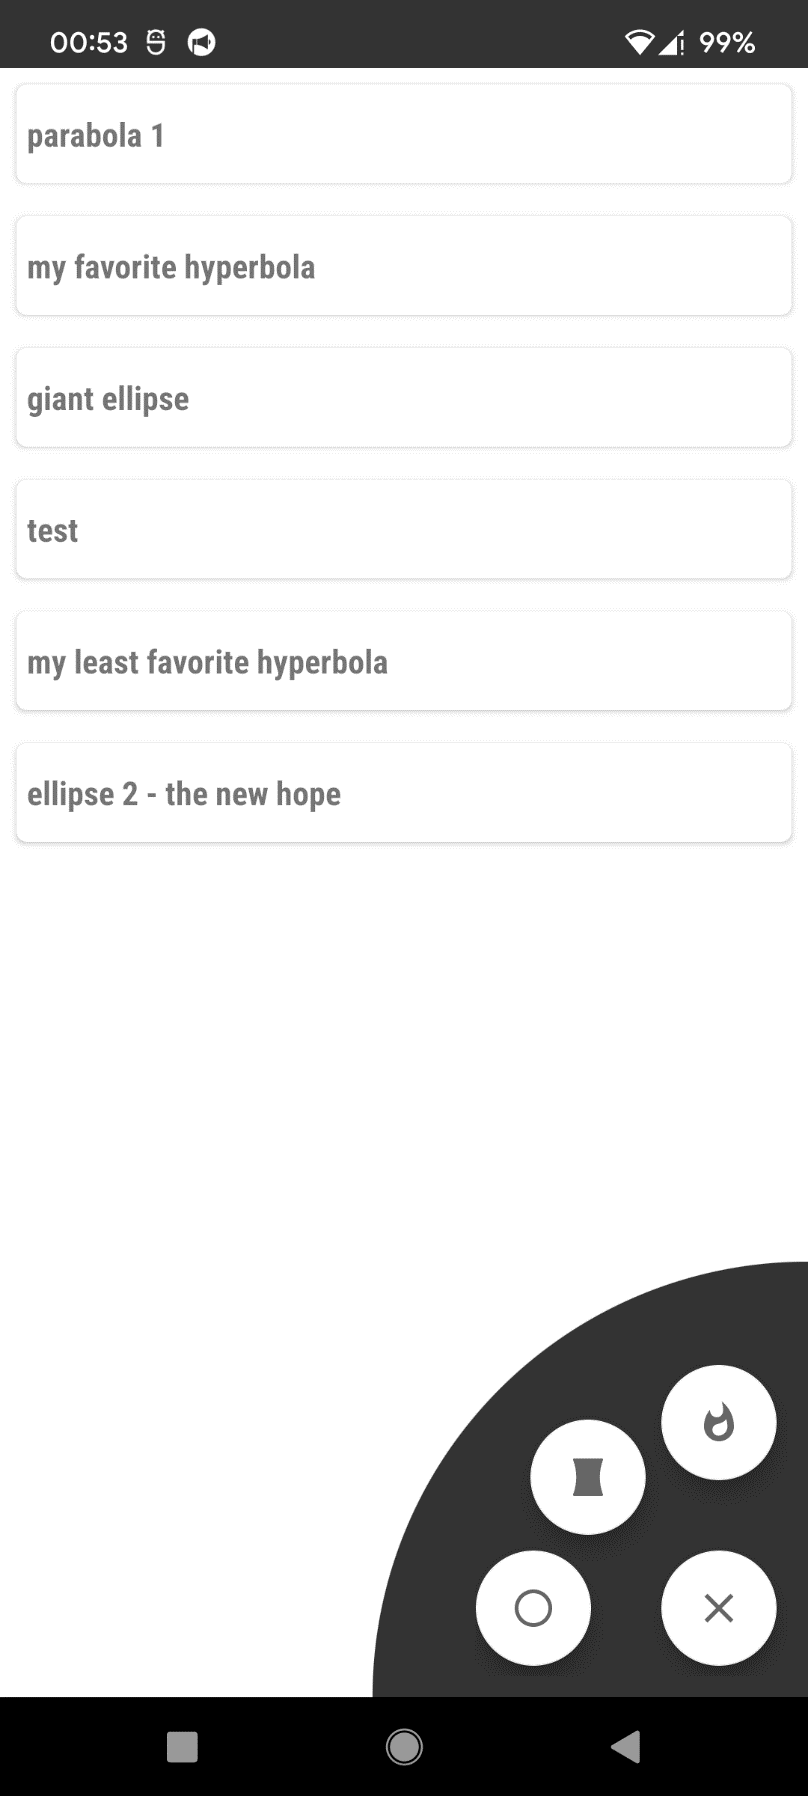 00:53 99%
parabola 1
my favorite hyperbola
giant ellipse
test
my least favorite hyperbola
ellipse 2 - the new hope